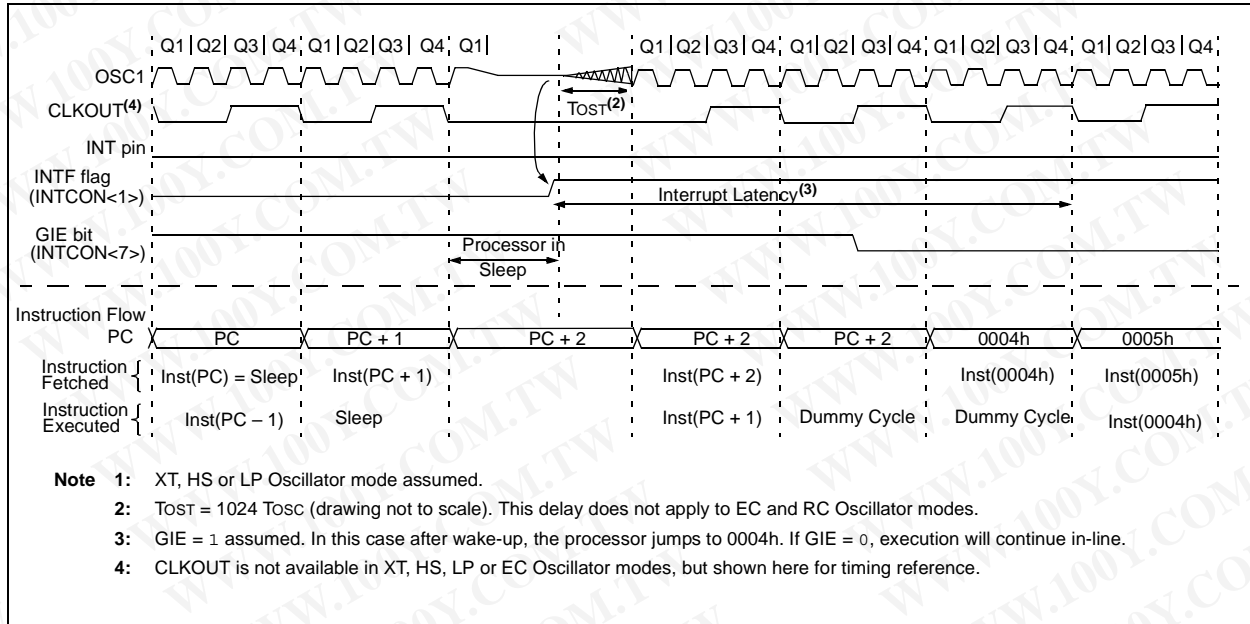 Q1 | Q2 | Q3 | Q4 | Q1 | Q2 | Q3 | Q4 | Q1 | Q1 | Q2 | Q3 | Q4 | Q1 | Q2 | Q3 | Q4 | Q1 | Q2 | Q3 | Q4 | Q1 | Q2 | Q3 | Q4
OSC1
TOST(2)
CLKOUT(4)
INT pin
INTF flag
(INTCON<1>)
Interrupt Latency(3)
GIE bit
(INTCON<7>)
Processor in
Sleep
Instruction Flow
PC PC PC + 1 PC + 2 PC + 2 PC + 2 0004h 0005h
Instruction
Fetched { Inst(PC) = Sleep Inst(PC + 1) Inst(PC + 2) Inst(0004h) Inst(0005h)
Instruction
Executed { Inst(PC – 1) Sleep Inst(PC + 1) Dummy Cycle Dummy Cycle Inst(0004h)
Note 1: XT, HS or LP Oscillator mode assumed.
2: TOST = 1024 TOSC (drawing not to scale). This delay does not apply to EC and RC Oscillator modes.
3: GIE = 1 assumed. In this case after wake-up, the processor jumps to 0004h. If GIE = 0, execution will continue in-line.
4: CLKOUT is not available in XT, HS, LP or EC Oscillator modes, but shown here for timing reference.
WWW.100Y.COM.TW